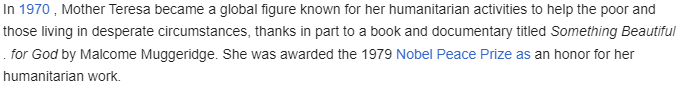 In 1970 , Mother Teresa became a global figure known for her humanitarian activities to help the poor and
those living in desperate circumstances, thanks in part to a book and documentary titled Something Beautiful
. for God by Malcome Muggeridge. She was awarded the 1979 Nobel Peace Prize as an honor for her
humanitarian work.